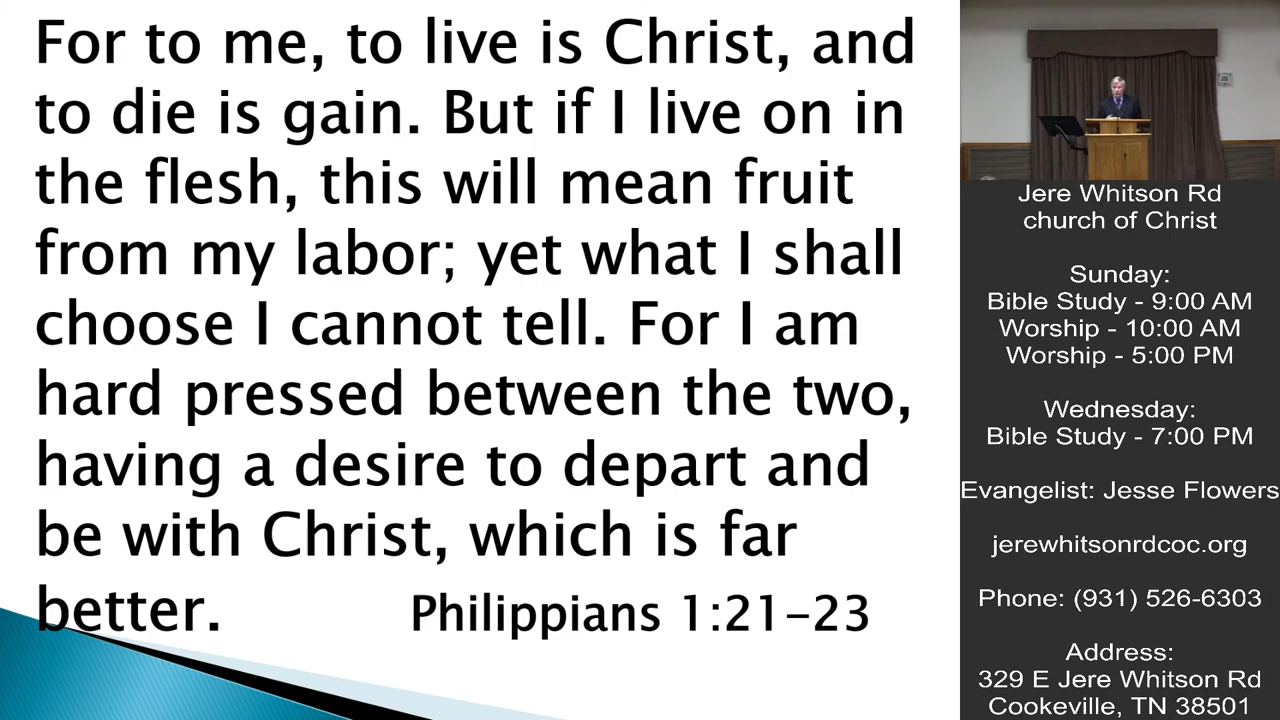 For to me, to live is Christ, and
to die is gain. But if I live on in
the flesh, this will mean fruit
from my labor; yet what I shall
choose I cannot tell. For I am
hard pressed between the two,
having a desire to depart and
be with Christ, which is far
better. Philippians 1:21-23
Jere Whitson Rd
church of Christ
Sunday:
Bible Study - 9:00 AM
Worship - 10:00 AM
Worship - 5:00 PM
Wednesday:
Bible Study - 7:00 PM
Evangelist: Jesse Flowers
jerewhitsonrdcoc.org
Phone: (931) 526-6303
Address:
329 E Jere Whitson Rd
Cookeville, TN 38501